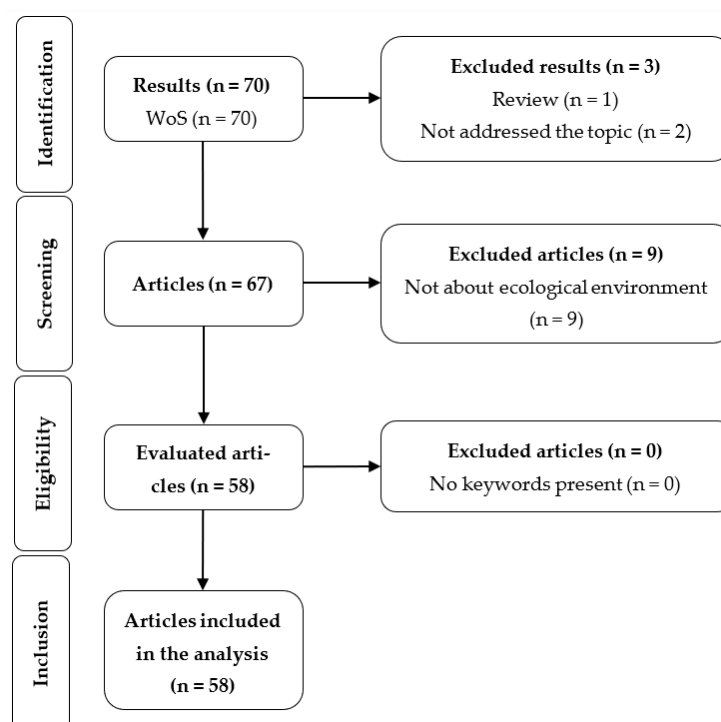 Identification
Results (n = 70)
WoS (n = 70)
Excluded results (n = 3)
Review (n = 1)
Not addressed the topic (n = 2)
Screening
Articles (n = 67)
Excluded articles (n = 9)
Not about ecological environment
(n = 9)
Eligibility
Evaluated arti-
cles (n = 58)
Excluded articles (n = 0)
No keywords present (n = 0)
Inclusion
Articles included
in the analysis
(n = 58)